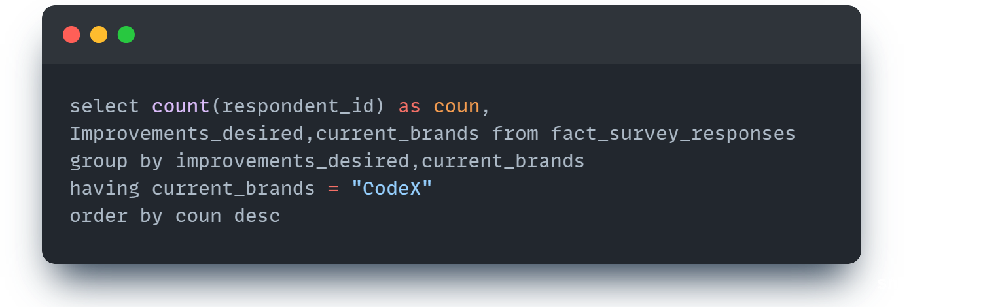 select count(respondent_id) as coun,
Improvements_desired,current_brands from fact_survey_responses
group by improvements_desired,current_brands
having current_brands = "CodeX"
order by coun desc